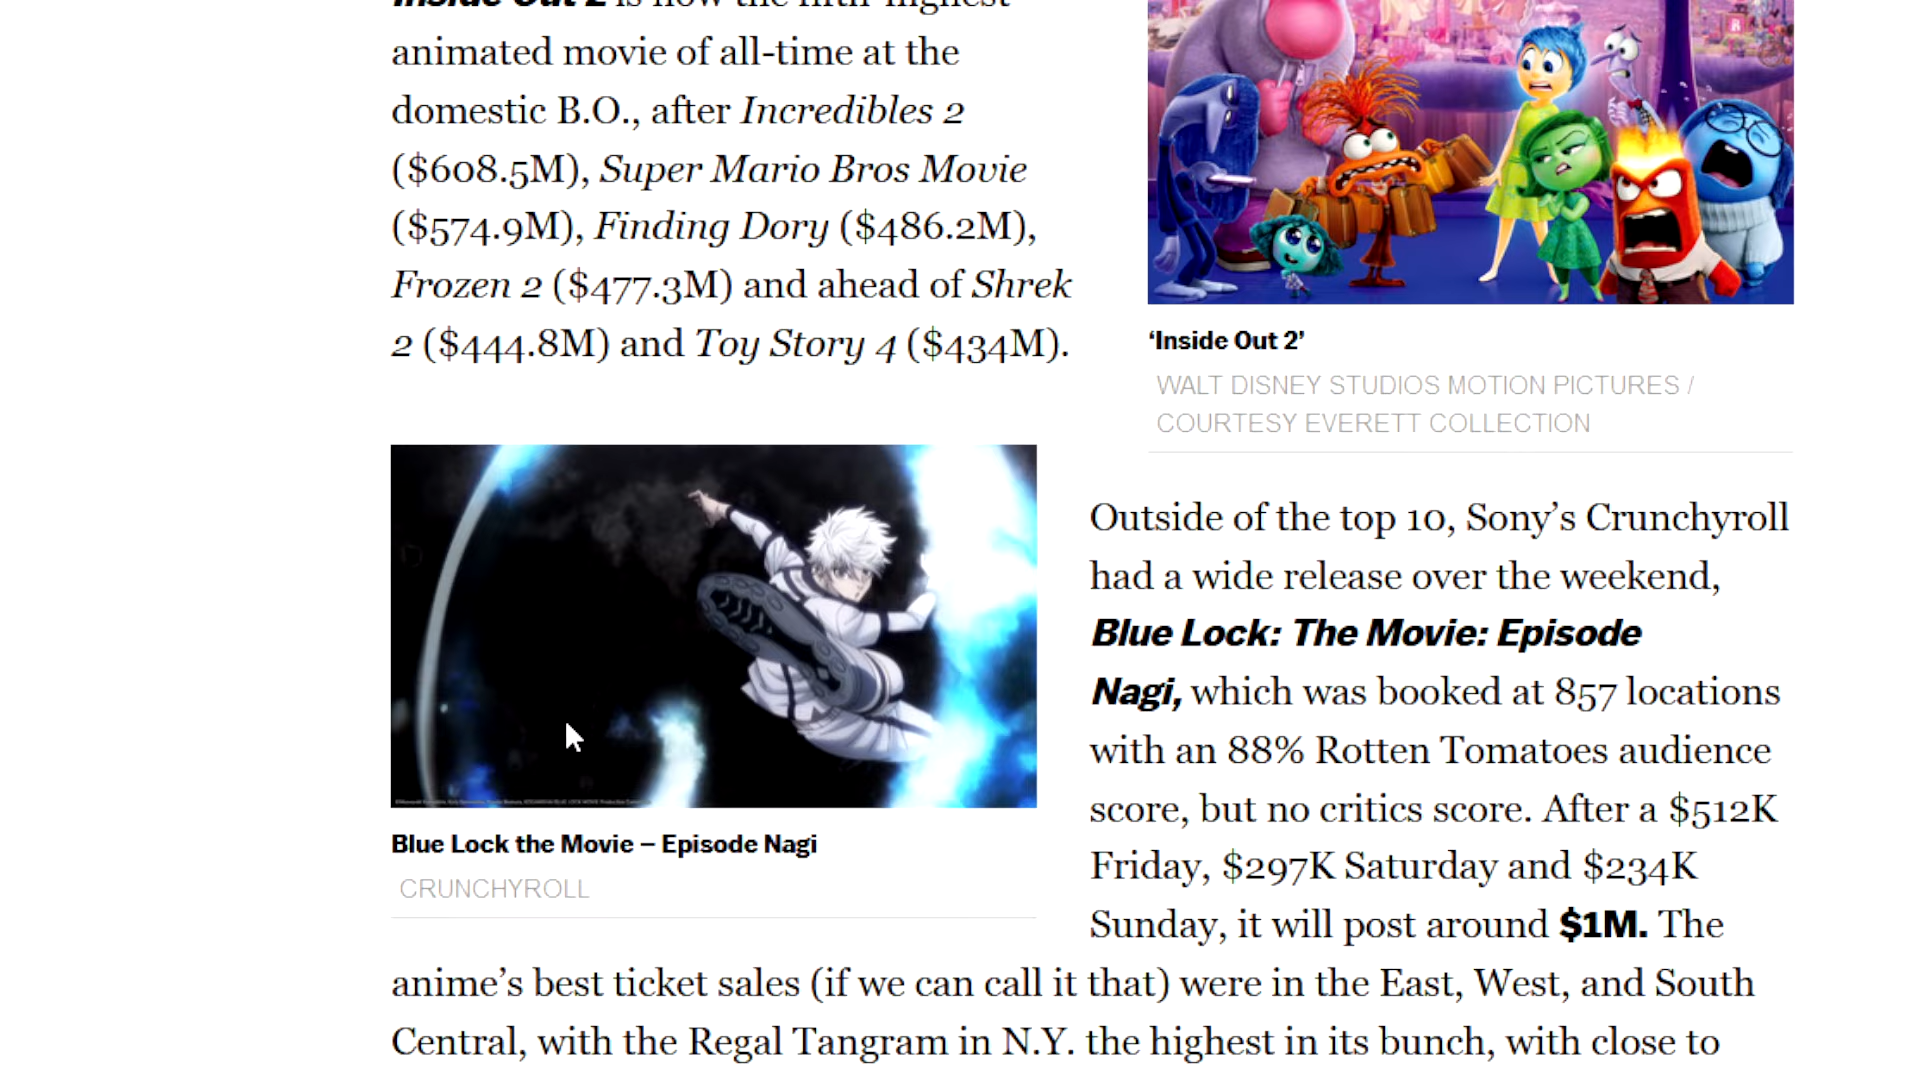 Inside Out 2 is now the fifth-highest
animated movie of all-time at the
domestic B.O., after Incredibles 2
($608.5M), Super Mario Bros Movie
($574.9M), Finding Dory ($486.2M),
Frozen 2 ($477.3M) and ahead of Shrek
2 ($444.8M) and Toy Story 4 ($434M).
‘Inside Out 2’
WALT DISNEY STUDIOS MOTION PICTURES /
COURTESY EVERETT COLLECTION
Blue Lock the Movie – Episode Nagi
CRUNCHYROLL
Outside of the top 10, Sony’s Crunchyroll
had a wide release over the weekend,
Blue Lock: The Movie: Episode
Nagi, which was booked at 857 locations
with an 88% Rotten Tomatoes audience
score, but no critics score. After a $512K
Friday, $297K Saturday and $234K
Sunday, it will post around $1M. The
anime’s best ticket sales (if we can call it that) were in the East, West, and South
Central, with the Regal Tangram in N.Y. the highest in its bunch, with close to